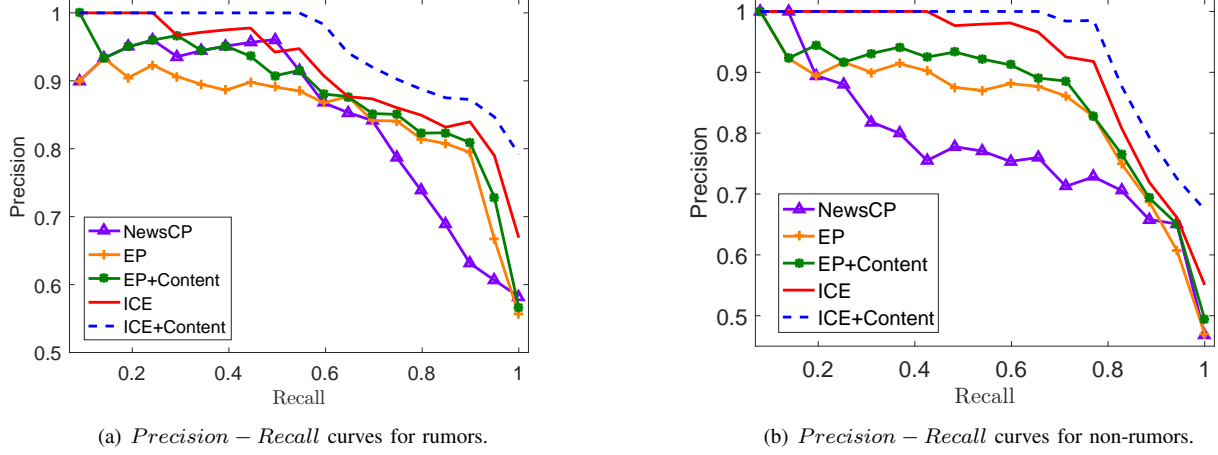 1
0.9
0.8
0.7
0.6
0.5
Precision
NewsCP
EP
EP+Content
ICE
ICE+Content
0.2
0.4
0.6
0.8
1
Recall
(a) Precision − Recall curves for rumors.
1
0.9
0.8
0.7
0.6
0.5
Precision
NewsCP
EP
EP+Content
ICE
ICE+Content
0.2
0.4
0.6
0.8
1
Recall
(b) Precision − Recall curves for non-rumors.